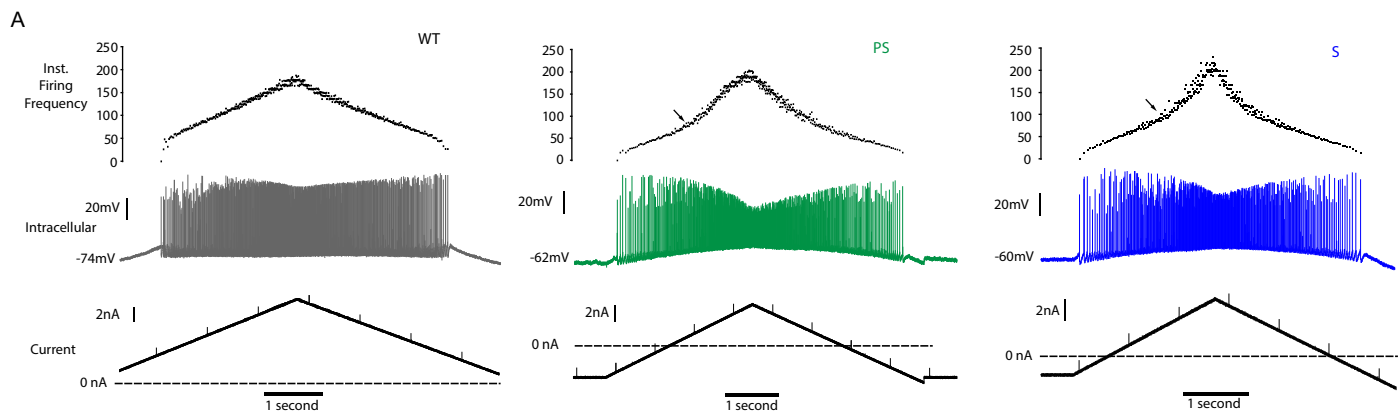 A
WT
PS
S
Inst.
Firing
Frequency
250
200
150
100
50
0
250
200
150
100
50
0
250
200
150
100
50
0
20mV
Intracellular
-74mV
20mV
-62mV
20mV
-60mV
2nA
Current
0 nA
1 second
2nA
0 nA
1 second
2nA
0 nA
1 second